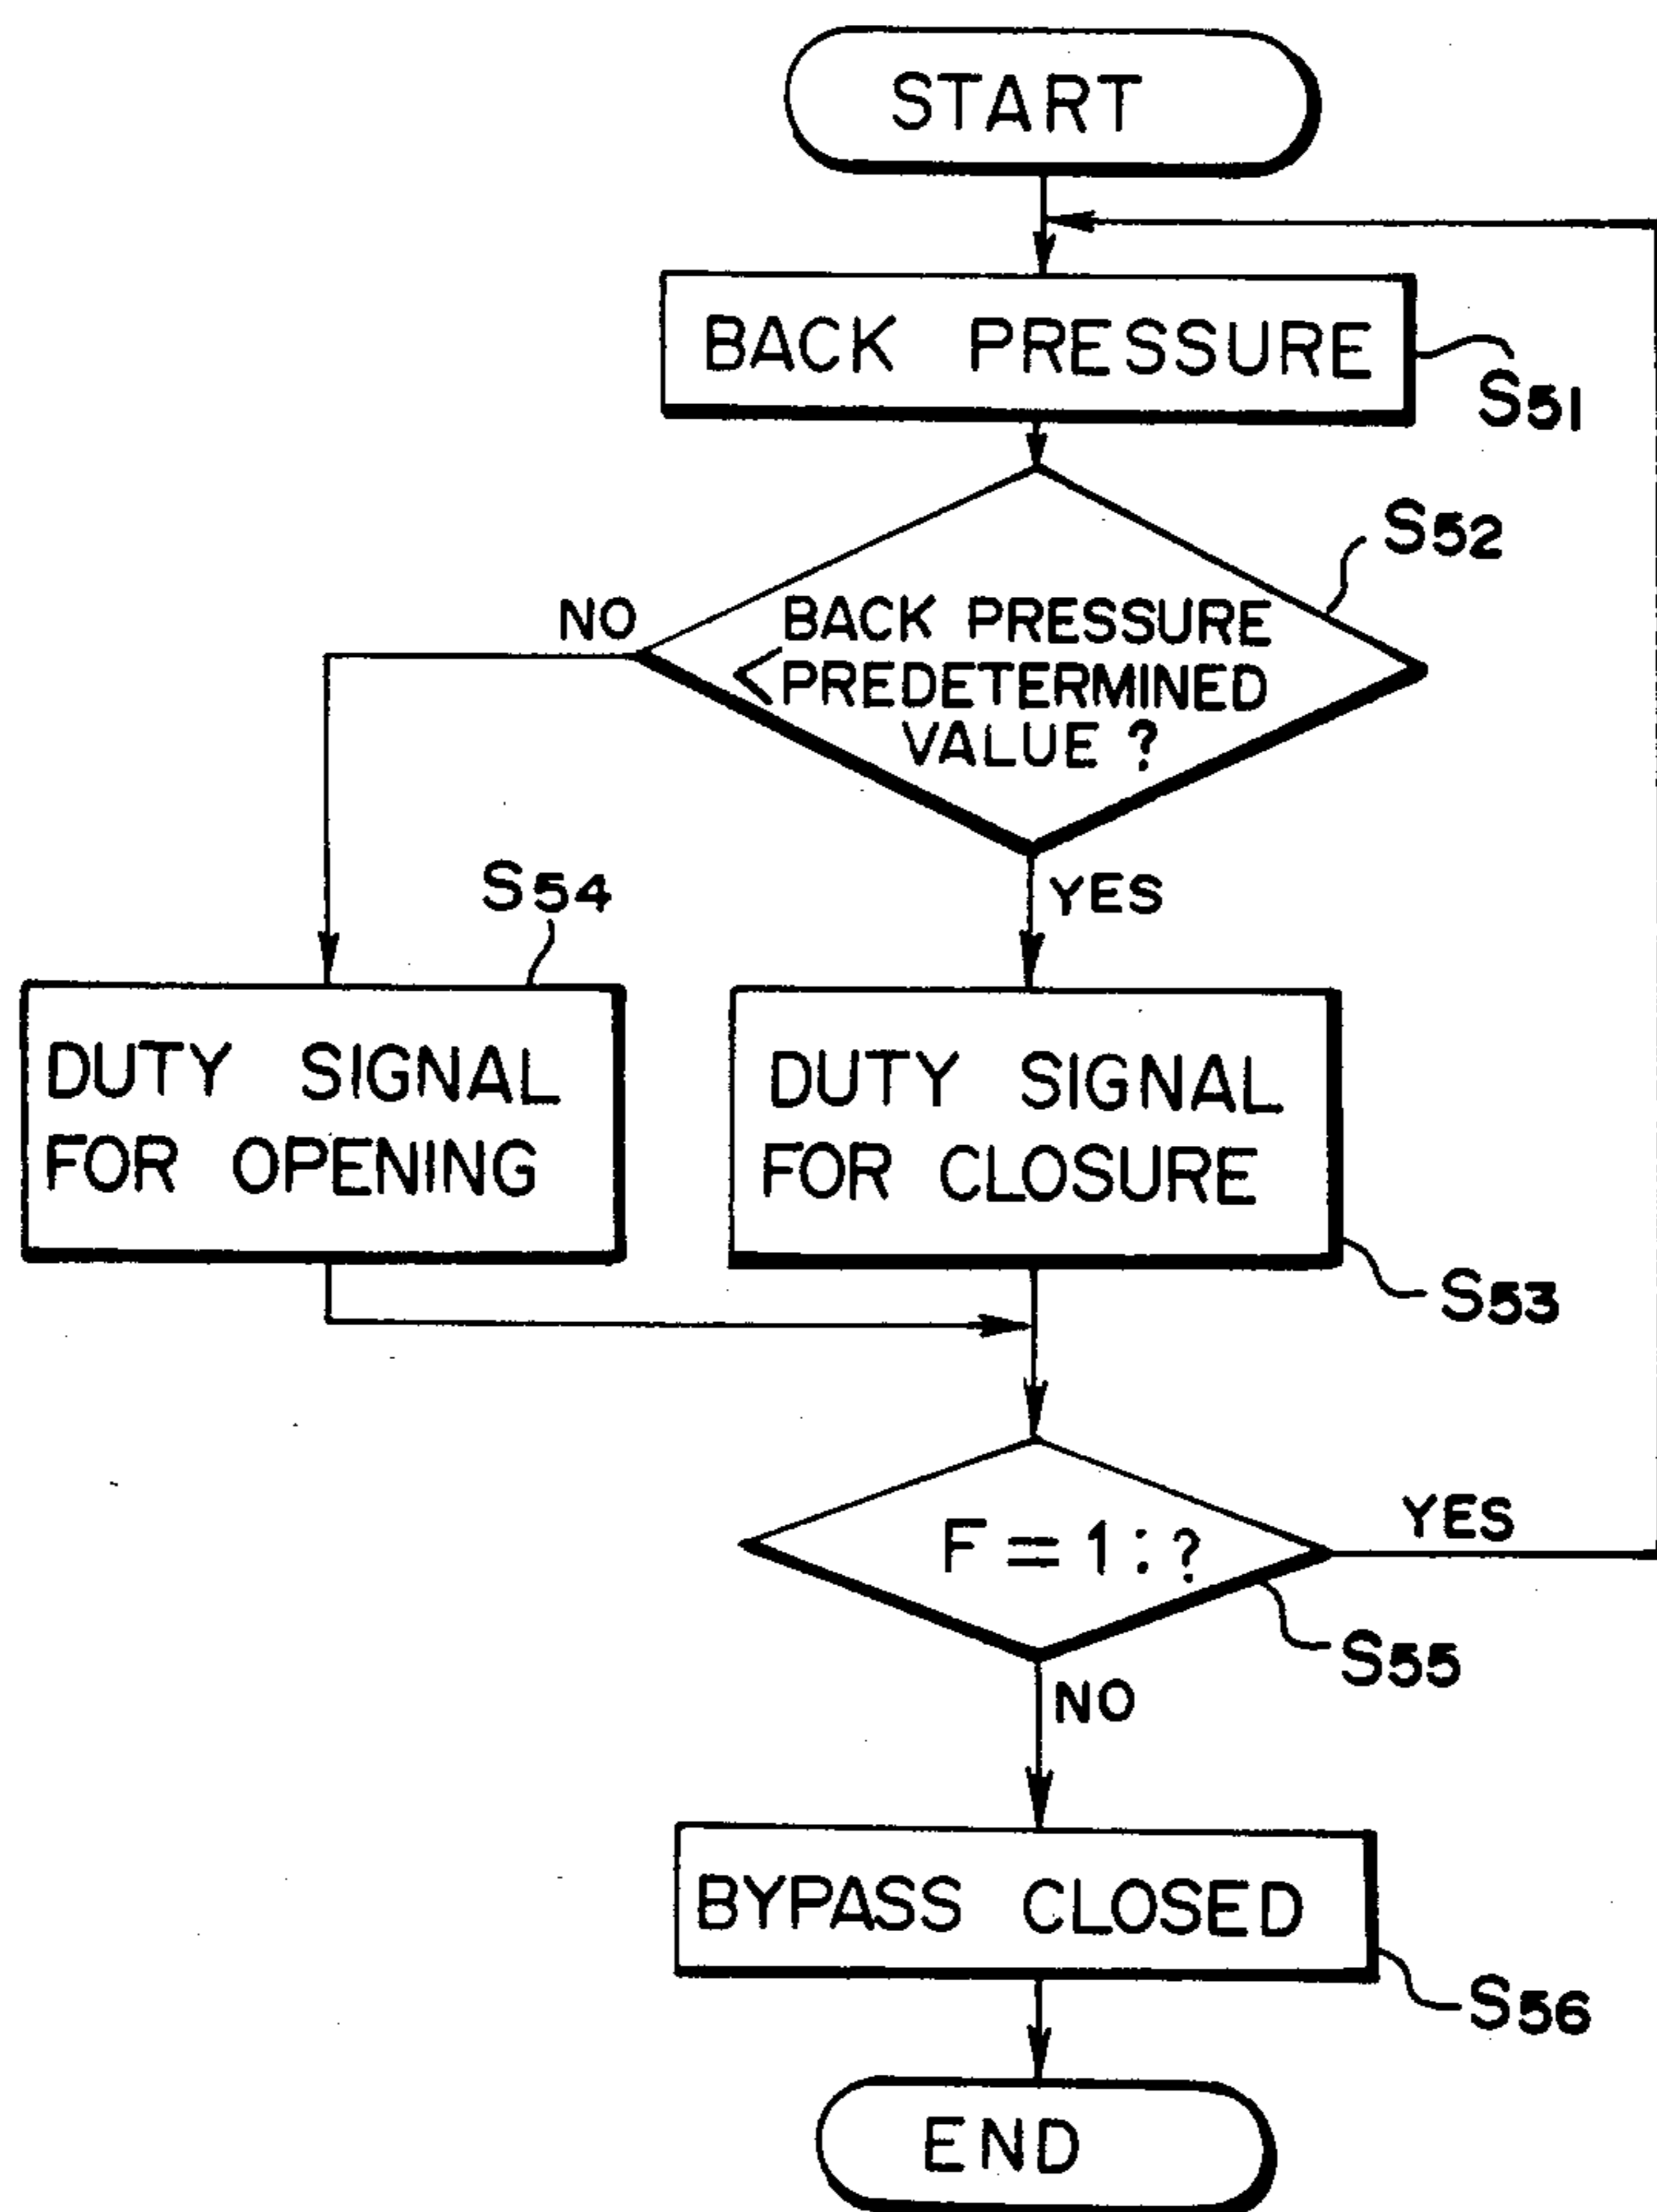 START
BACK PRESSURE
S51
S52
NO
BACK PRESSURE
<PREDETERMINED
VALUE ?
YES
S54
DUTY SIGNAL
FOR OPENING
DUTY SIGNAL
FOR CLOSURE
S53
F = 1 : ?
YES
S55
NO
BYPASS CLOSED
S56
END